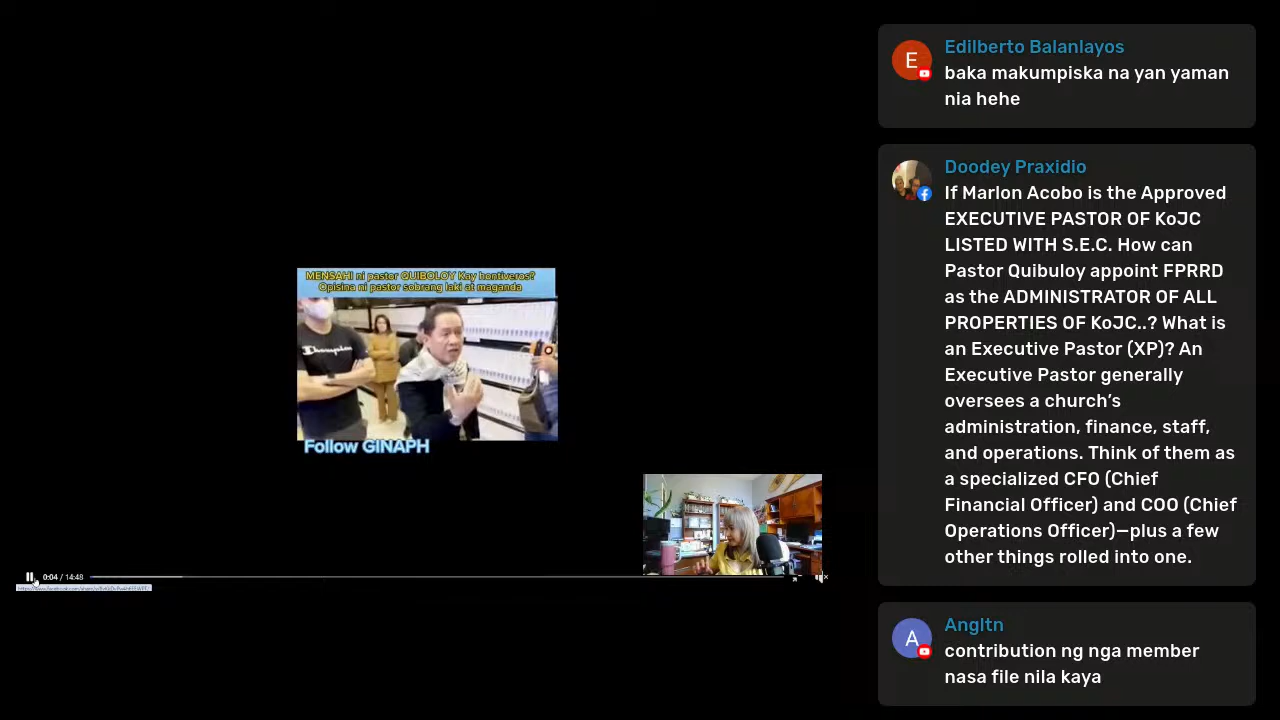 MENSAHI ni pastor QUIBOLOY Kay hontiveros?
Opisina ni pastor sobrang laki at maganda
Champion
Follow GINAPH
0:04 / 14:48
E
Edilberto Balanlayos
baka makumpiska na yan yaman
nia hehe
Doodey Praxidio
If Marlon Acobo is the Approved
EXECUTIVE PASTOR OF KoJC
LISTED WITH S.E.C. How can
Pastor Quibuloy appoint FPRRD
as the ADMINISTRATOR OF ALL
PROPERTIES OF KoJC..? What is
an Executive Pastor (XP)? An
Executive Pastor generally
oversees a church’s
administration, finance, staff,
and operations. Think of them as
a specialized CFO (Chief
Financial Officer) and COO (Chief
Operations Officer)—plus a few
other things rolled into one.
A
Angltn
contribution ng nga member
nasa file nila kaya